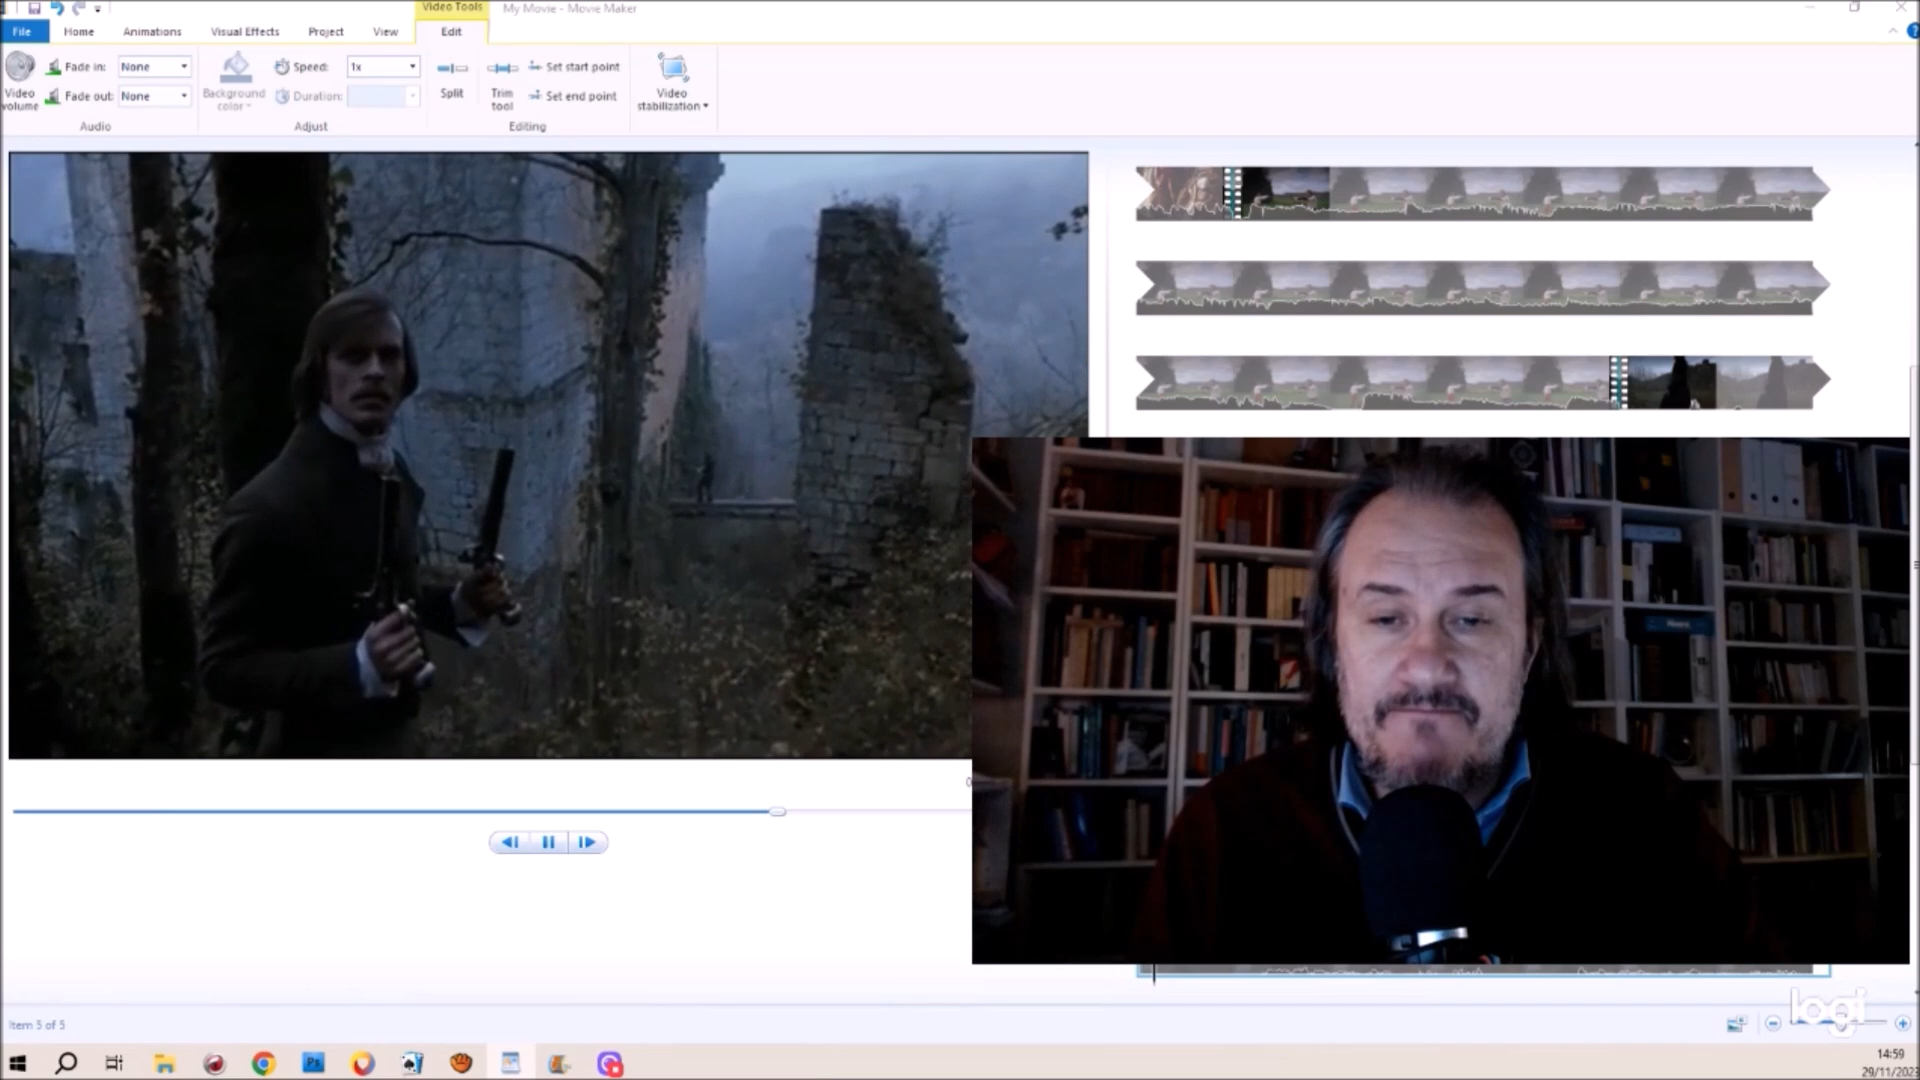 Video Tools
My Movie - Movie Maker
File
Home
Animations
Visual Effects
Project
View
Edit
Video volume
Fade in:
None
Fade out:
None
Audio
Background color
Speed:
1x
Duration:
Adjust
Split
Trim tool
Set start point
Set end point
Editing
Video stabilization
Item 5 of 5
logi
Ps
14:59